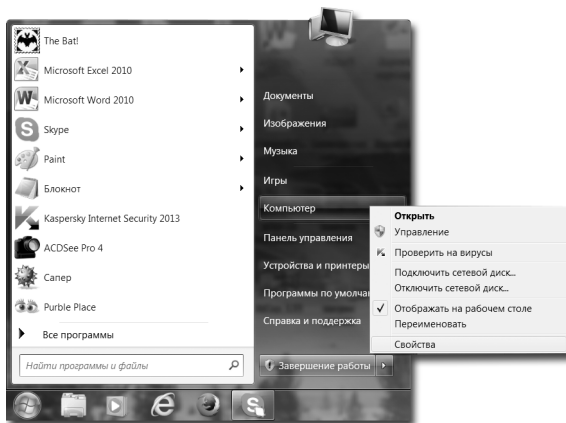 The Bat!
Microsoft Excel 2010
Microsoft Word 2010
Skype
Paint
Блокнот
Kaspersky Internet Security 2013
ACDSee Pro 4
Сапер
Purble Place
Все программы
Найти программы и файлы
Документы
Изображения
Музыка
Игры
Компьютер
Панель управления
Устройства и принтеры
Программы по умолча
Справка и поддержка
Завершение работы
Открыть
Управление
Проверить на вирусы
Подключить сетевой диск...
Отключить сетевой диск...
Отображать на рабочем столе
Переименовать
Свойства